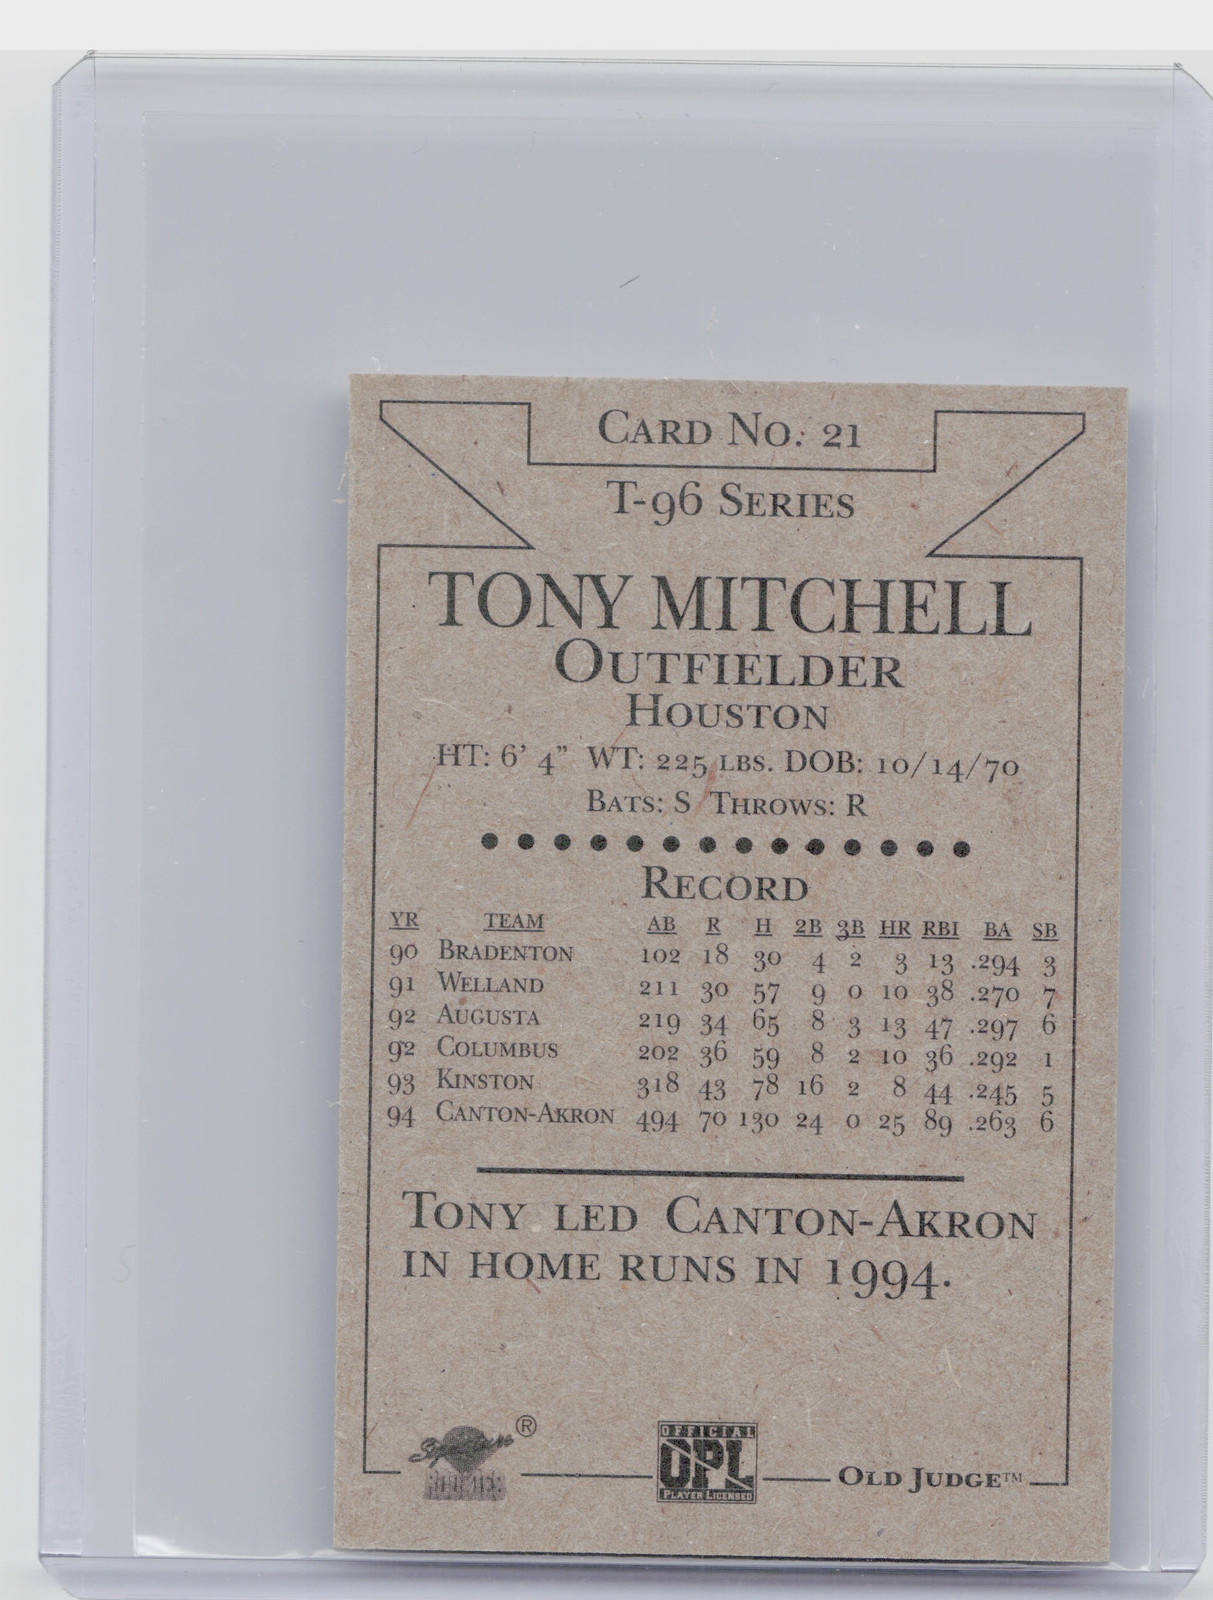 CARD NO. 21
T-96 SERIES
TONY MITCHELL
OUTFIELDER
HOUSTON
HT: 6' 4" WT: 225 LBS. DOB: 10/14/70
BATS: S THROWS: R
RECORD
YR TEAM AB R H 2B 3B HR RBI BA SB
90 BRADENTON 102 18 30 4 2 3 13 .294 3
91 WELLAND 211 30 57 9 0 10 38 .270 7
92 AUGUSTA 219 34 65 8 3 13 47 .297 6
92 COLUMBUS 202 36 59 8 2 10 36 .292 1
93 KINSTON 318 43 78 16 2 8 44 .245 5
94 CANTON-AKRON 494 70 130 24 0 25 89 .263 6
TONY LED CANTON-AKRON
IN HOME RUNS IN 1994.
Signature ®
OFFICIAL
OPL
PLAYER LICENSED
OLD JUDGE™